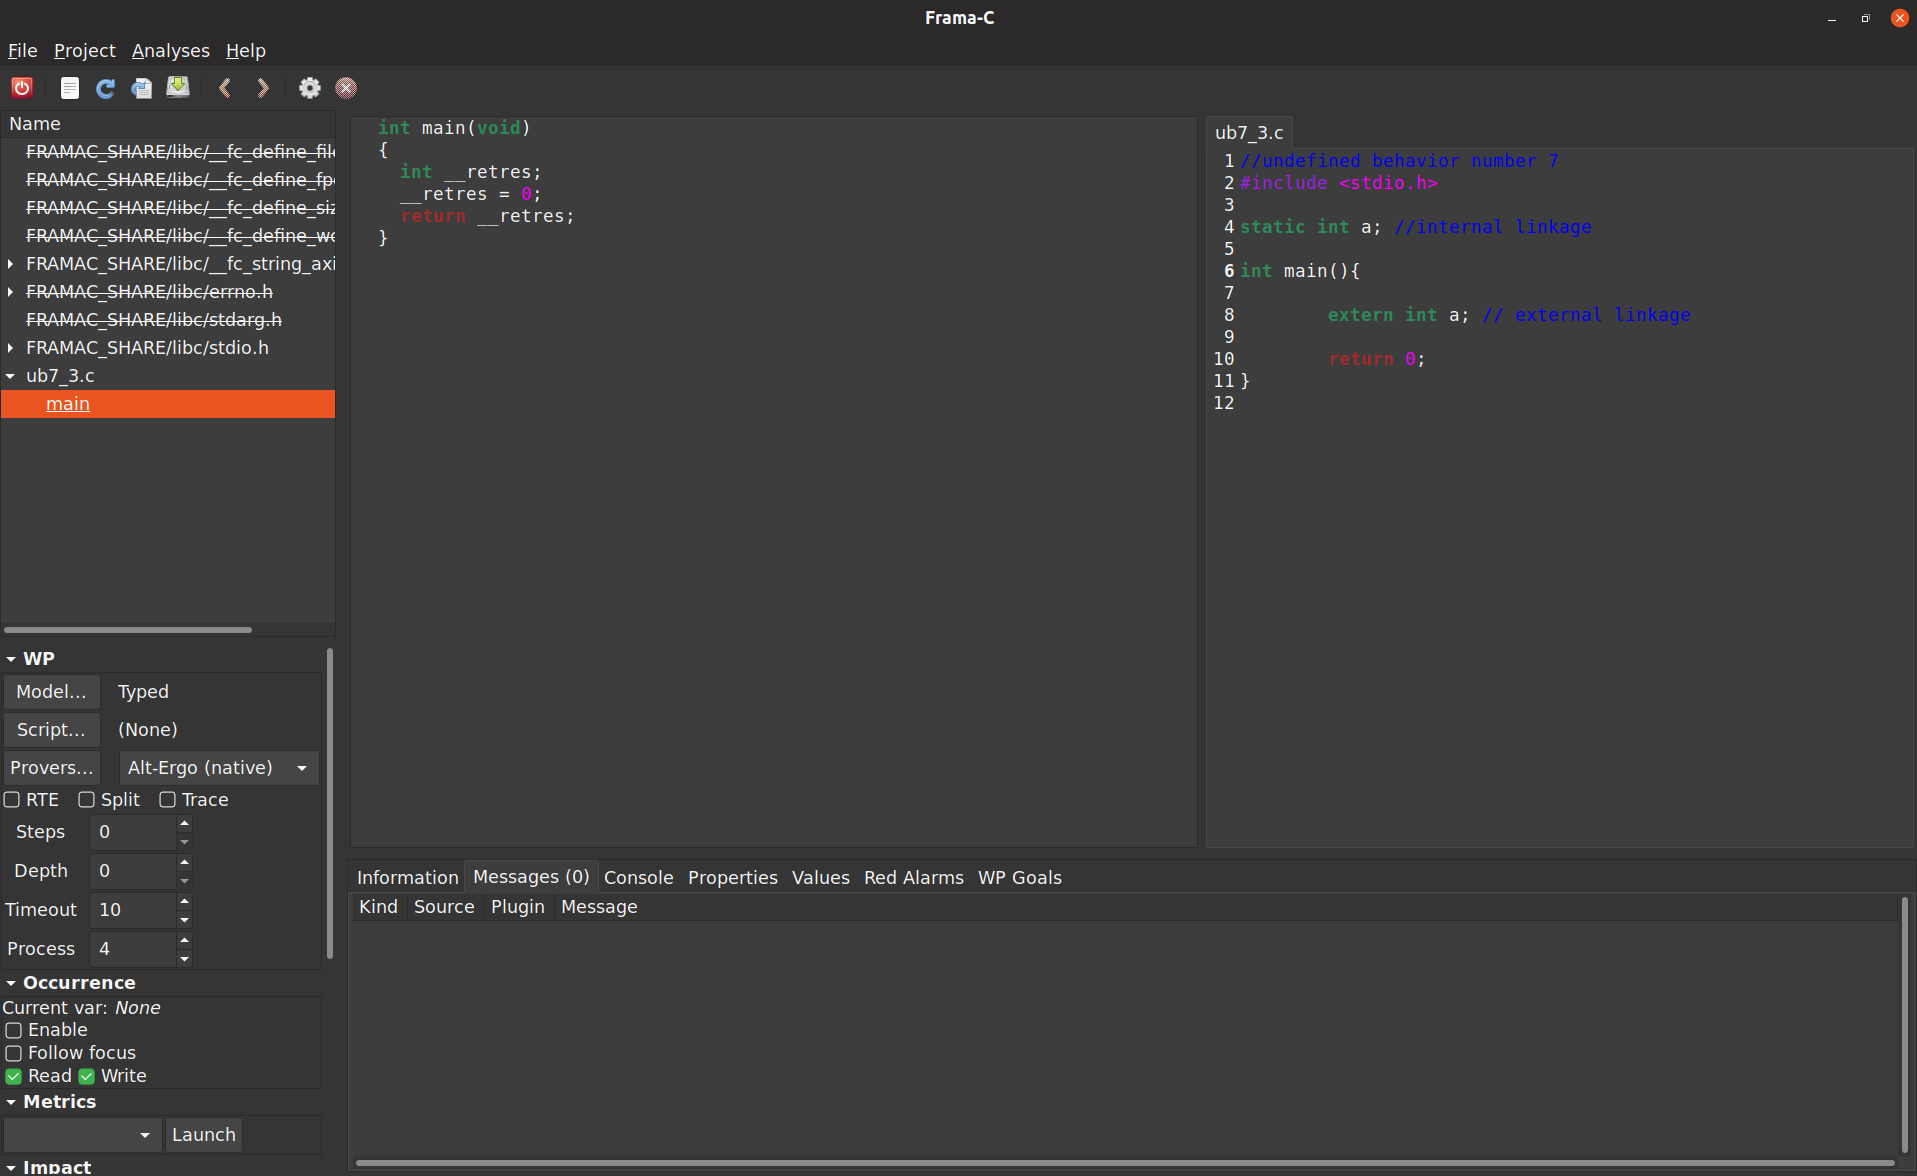 Frama-C
File Project Analyses Help
Name
FRAMAC_SHARE/libc/__fc_define_file
FRAMAC_SHARE/libc/__fc_define_fpo
FRAMAC_SHARE/libc/__fc_define_siz
FRAMAC_SHARE/libc/__fc_define_wc
FRAMAC_SHARE/libc/__fc_string_axi
FRAMAC_SHARE/libc/errno.h
FRAMAC_SHARE/libc/stdarg.h
FRAMAC_SHARE/libc/stdio.h
ub7_3.c
main
int main(void)
{
int __retres;
__retres = 0;
return __retres;
}
ub7_3.c
1 //undefined behavior number 7
2 #include <stdio.h>
3
4 static int a; //internal linkage
5
6 int main(){
7
8 extern int a; // external linkage
9
10 return 0;
11 }
12
WP
Model... Typed
Script... (None)
Provers... Alt-Ergo (native)
RTE Split Trace
Steps 0
Depth 0
Timeout 10
Process 4
Occurrence
Current var: None
Enable
Follow focus
Read Write
Metrics
Launch
Impact
Information Messages (0) Console Properties Values Red Alarms WP Goals
Kind Source Plugin Message